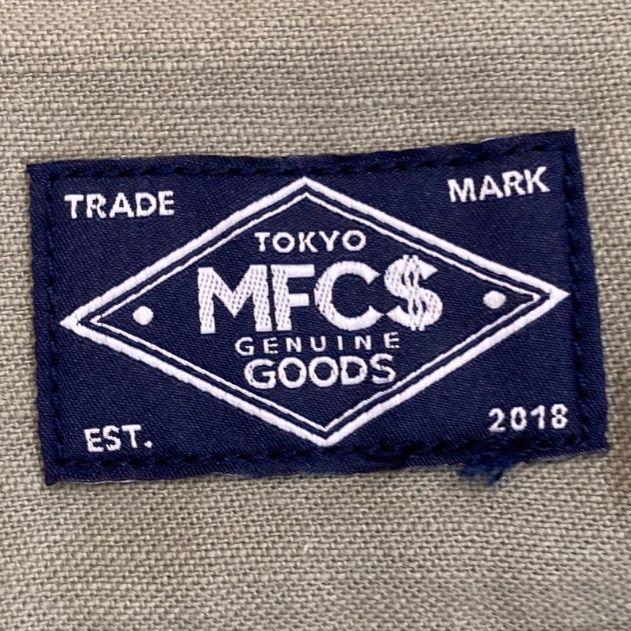 TRADE MARK
TOKYO
MFC$
GENUINE
GOODS
EST. 2018